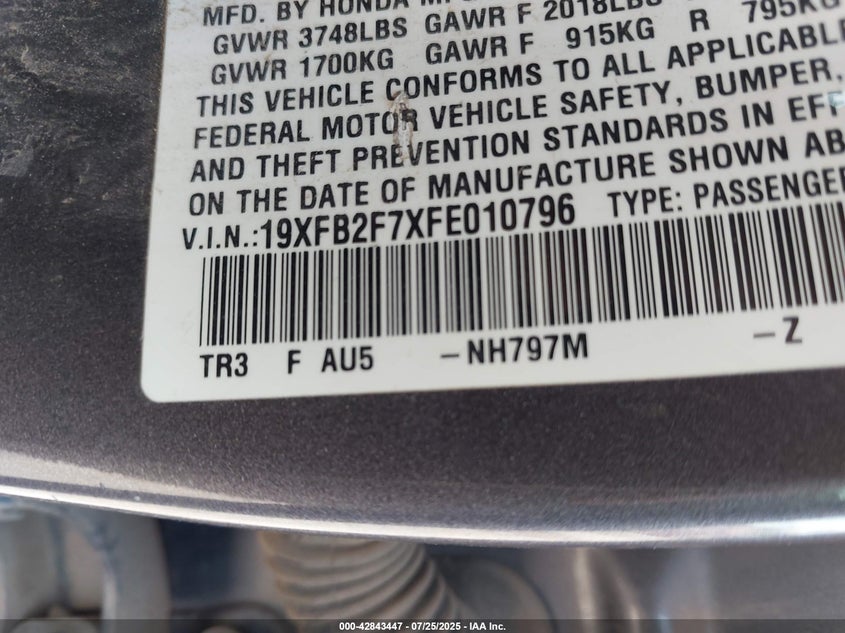 MFD. BY HONDA
GVWR 3748LBS GAWR F 2018LBS
GVWR 1700KG GAWR F 915KG R 795KG
THIS VEHICLE CONFORMS TO ALL APPLICABLE
FEDERAL MOTOR VEHICLE SAFETY, BUMPER,
AND THEFT PREVENTION STANDARDS IN EFF
ON THE DATE OF MANUFACTURE SHOWN AB
V.I.N.:19XFB2F7XFE010796 TYPE: PASSENGER
TR3 F AU5 -NH797M -Z
000-42843447 - 07/25/2025 - IAA Inc.